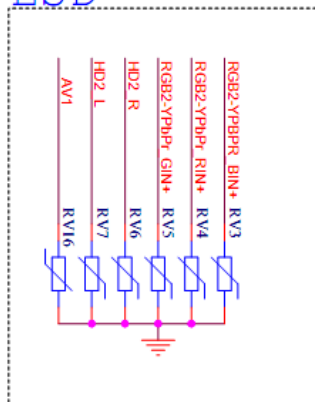 ESD
AV1
HD2_L
HD2_R
RGB2-YPbPr_GIN+
RGB2-YPbPr_RIN+
RGB2-YPBPR_BIN+
RV16
RV7
RV6
RV5
RV4
RV3